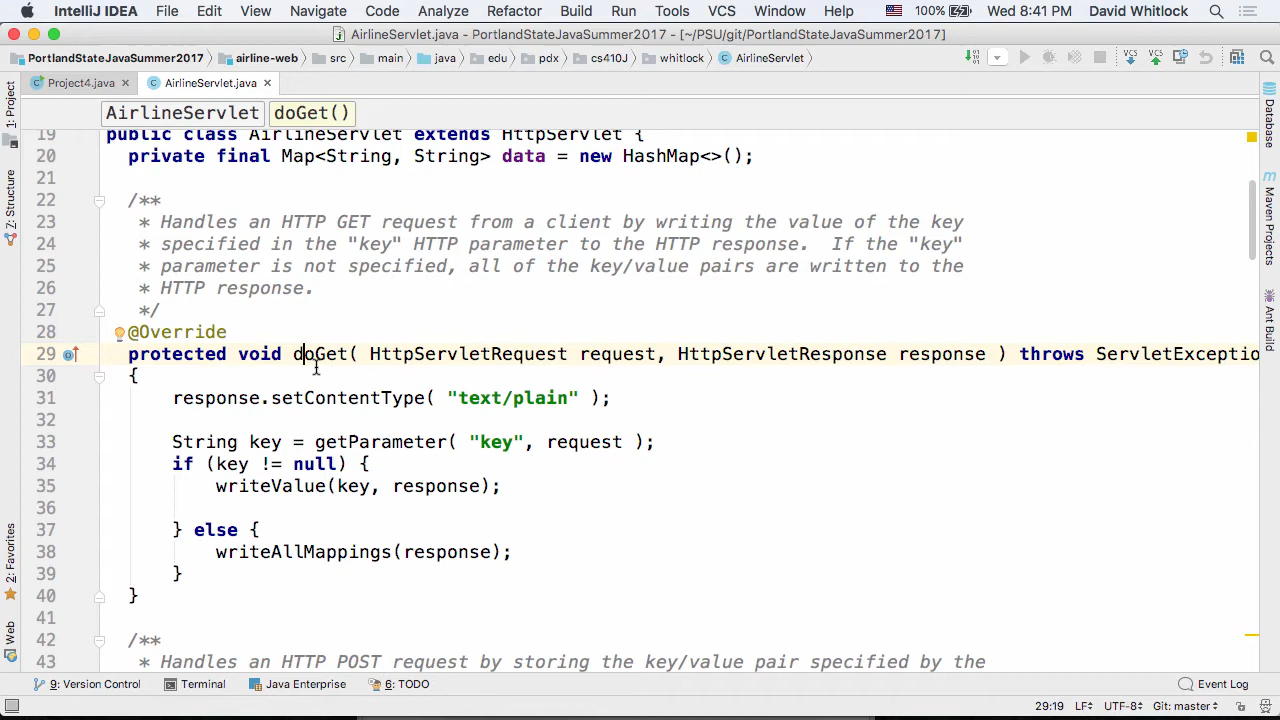 IntelliJ IDEA File Edit View Navigate Code Analyze Refactor Build Run Tools VCS Window Help 100% Wed 8:41 PM David Whitlock
AirlineServlet.java - PortlandStateJavaSummer2017 - [~/PSU/git/PortlandStateJavaSummer2017]
PortlandStateJavaSummer2017 airline-web src main java edu pdx cs410J whitlock AirlineServlet
VCS VCS
Project4.java AirlineServlet.java
AirlineServlet doGet()
19 public class AirlineServlet extends HttpServlet {
20 private final Map<String, String> data = new HashMap<>();
21
22 /**
23 * Handles an HTTP GET request from a client by writing the value of the key
24 * specified in the "key" HTTP parameter to the HTTP response.  If the "key"
25 * parameter is not specified, all of the key/value pairs are written to the
26 * HTTP response.
27 */
28 @Override
29 protected void doGet( HttpServletRequest request, HttpServletResponse response ) throws ServletExceptio
30 {
31 response.setContentType( "text/plain" );
32
33 String key = getParameter( "key", request );
34 if (key != null) {
35 writeValue(key, response);
36
37 } else {
38 writeAllMappings(response);
39 }
40 }
41
42 /**
43 * Handles an HTTP POST request by storing the key/value pair specified by the
1: Project
Z: Structure
2: Favorites
Web
Database
Maven Projects
Ant Build
9: Version Control Terminal Java Enterprise 6: TODO Event Log
29:19 LF UTF-8 Git: master